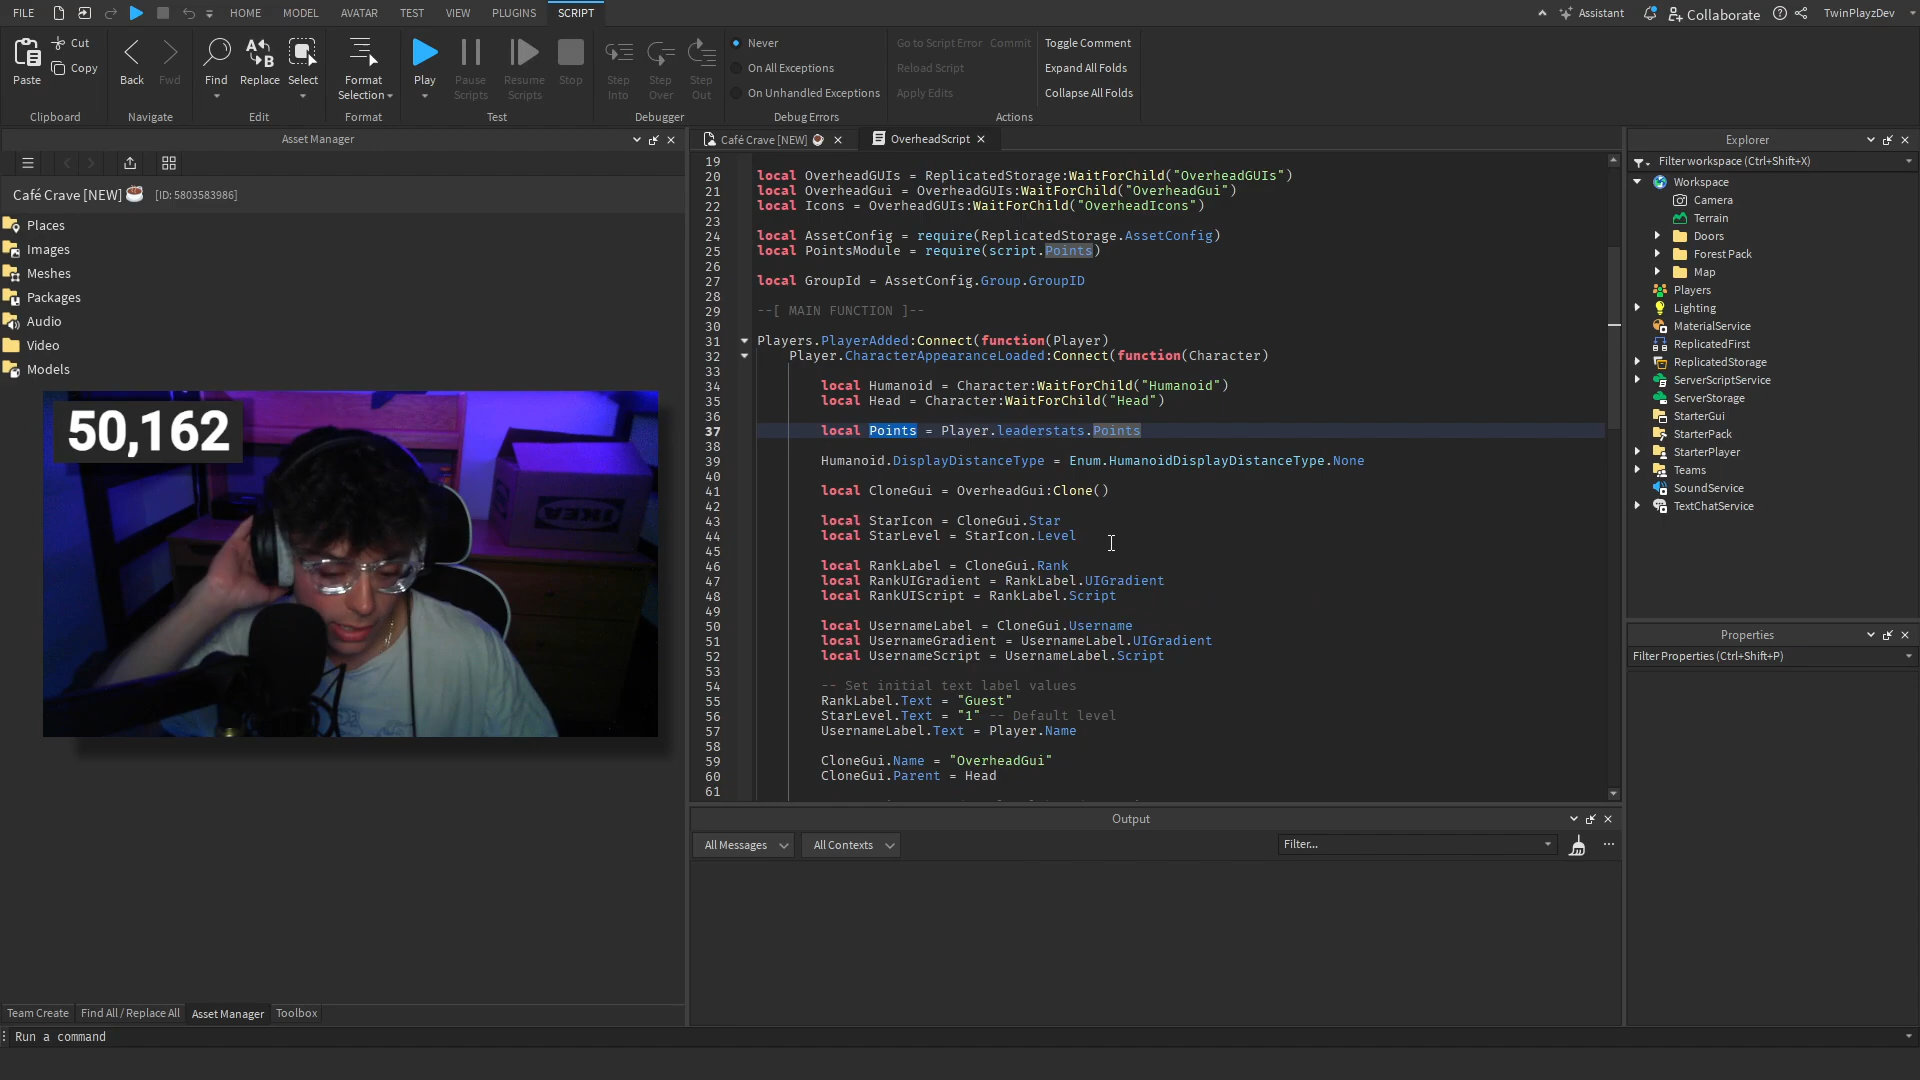 FILE HOME MODEL AVATAR TEST VIEW PLUGINS SCRIPT Assistant Collaborate TwinPlayzDev
Paste Cut Copy
Back Fwd
Find Replace Select
Format Selection
Play Pause Scripts Resume Scripts Stop
Step Into Step Over Step Out
Never
On All Exceptions
On Unhandled Exceptions
Go to Script Error Commit
Reload Script
Apply Edits
Toggle Comment
Expand All Folds
Collapse All Folds
Clipboard Navigate Edit Format Test Debugger Debug Errors Actions
Asset Manager
Café Crave [NEW] [ID: 5803583986]
Places
Images
Meshes
Packages
Audio
Video
Models
50,162
IKEA
Team Create Find All / Replace All Asset Manager Toolbox
Run a command
Café Crave [NEW] OverheadScript
19
20 local OverheadGUIs = ReplicatedStorage:WaitForChild("OverheadGUIs")
21 local OverheadGui = OverheadGUIs:WaitForChild("OverheadGui")
22 local Icons = OverheadGUIs:WaitForChild("OverheadIcons")
23
24 local AssetConfig = require(ReplicatedStorage.AssetConfig)
25 local PointsModule = require(script.Points)
26
27 local GroupId = AssetConfig.Group.GroupID
28
29 --[ MAIN FUNCTION ]--
30
31 Players.PlayerAdded:Connect(function(Player)
32 Player.CharacterAppearanceLoaded:Connect(function(Character)
33
34 local Humanoid = Character:WaitForChild("Humanoid")
35 local Head = Character:WaitForChild("Head")
36
37 local Points = Player.leaderstats.Points
38
39 Humanoid.DisplayDistanceType = Enum.HumanoidDisplayDistanceType.None
40
41 local CloneGui = OverheadGui:Clone()
42
43 local StarIcon = CloneGui.Star
44 local StarLevel = StarIcon.Level
45
46 local RankLabel = CloneGui.Rank
47 local RankUIGradient = RankLabel.UIGradient
48 local RankUIScript = RankLabel.Script
49
50 local UsernameLabel = CloneGui.Username
51 local UsernameGradient = UsernameLabel.UIGradient
52 local UsernameScript = UsernameLabel.Script
53
54 -- Set initial text label values
55 RankLabel.Text = "Guest"
56 StarLevel.Text = "1" -- Default level
57 UsernameLabel.Text = Player.Name
58
59 CloneGui.Name = "OverheadGui"
60 CloneGui.Parent = Head
61
Output
All Messages All Contexts Filter...
Explorer
Filter workspace (Ctrl+Shift+X)
Workspace
Camera
Terrain
Doors
Forest Pack
Map
Players
Lighting
MaterialService
ReplicatedFirst
ReplicatedStorage
ServerScriptService
ServerStorage
StarterGui
StarterPack
StarterPlayer
Teams
SoundService
TextChatService
Properties
Filter Properties (Ctrl+Shift+P)